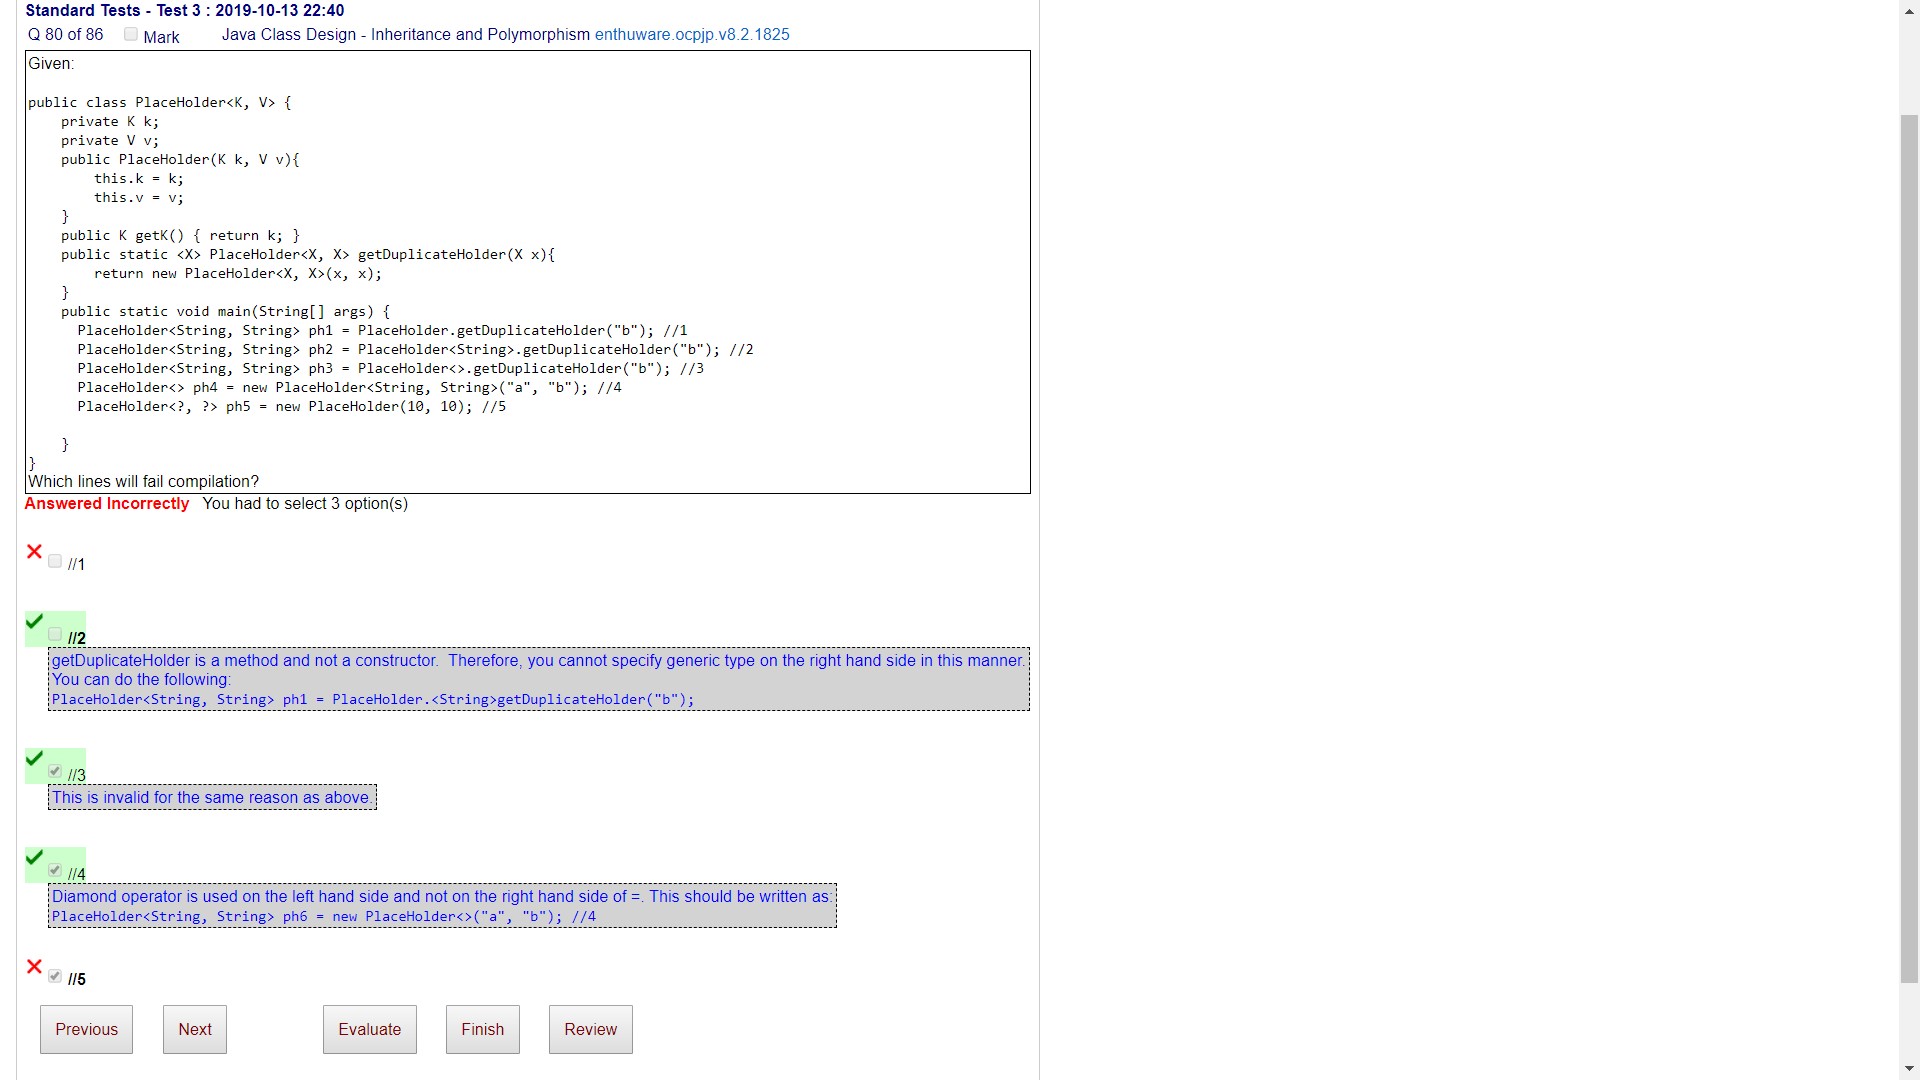 Standard Tests - Test 3 : 2019-10-13 22:40
Q 80 of 86 Mark Java Class Design - Inheritance and Polymorphism enthuware.ocpjp.v8.2.1825
Given:
public class PlaceHolder<K, V> {
    private K k;
    private V v;
    public PlaceHolder(K k, V v){
        this.k = k;
        this.v = v;
    }
    public K getK() { return k; }
    public static <X> PlaceHolder<X, X> getDuplicateHolder(X x){
        return new PlaceHolder<X, X>(x, x);
    }
    public static void main(String[] args) {
      PlaceHolder<String, String> ph1 = PlaceHolder.getDuplicateHolder("b"); //1
      PlaceHolder<String, String> ph2 = PlaceHolder<String>.getDuplicateHolder("b"); //2
      PlaceHolder<String, String> ph3 = PlaceHolder<>.getDuplicateHolder("b"); //3
      PlaceHolder<> ph4 = new PlaceHolder<String, String>("a", "b"); //4
      PlaceHolder<?, ?> ph5 = new PlaceHolder(10, 10); //5
    }
}
Which lines will fail compilation?
Answered Incorrectly You had to select 3 option(s)
//1
//2
getDuplicateHolder is a method and not a constructor. Therefore, you cannot specify generic type on the right hand side in this manner.
You can do the following:
PlaceHolder<String, String> ph1 = PlaceHolder.<String>getDuplicateHolder("b");
//3
This is invalid for the same reason as above.
//4
Diamond operator is used on the left hand side and not on the right hand side of =. This should be written as:
PlaceHolder<String, String> ph6 = new PlaceHolder<>("a", "b"); //4
//5
Previous Next Evaluate Finish Review